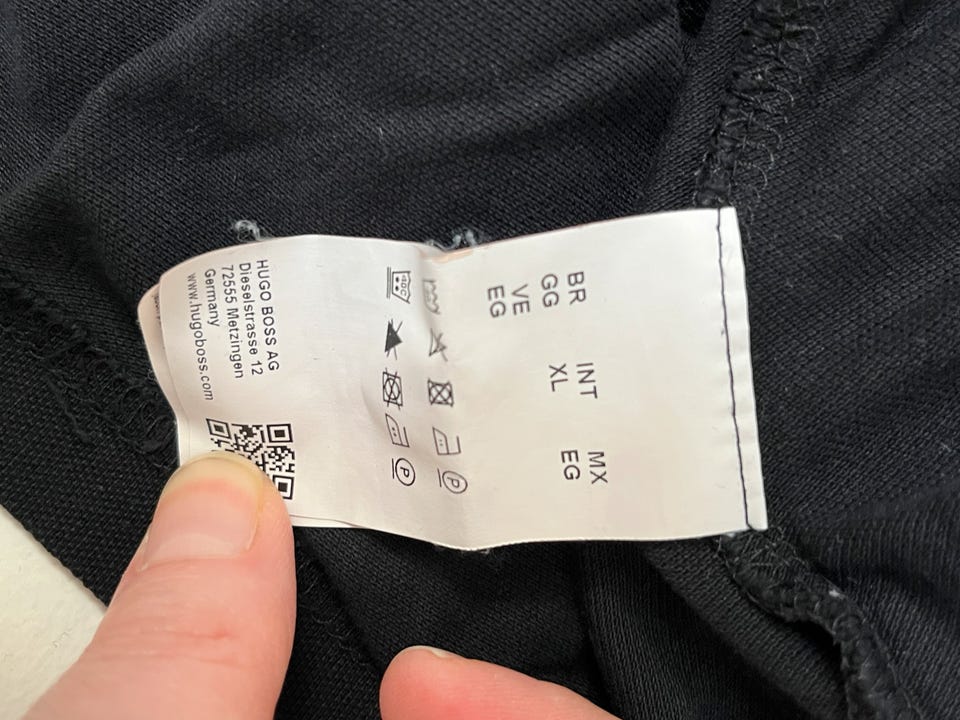 BR INT MX
GG XL EG
VE
EG
P
40C P
HUGO BOSS AG
Dieselstrasse 12
72555 Metzingen
Germany
www.hugoboss.com